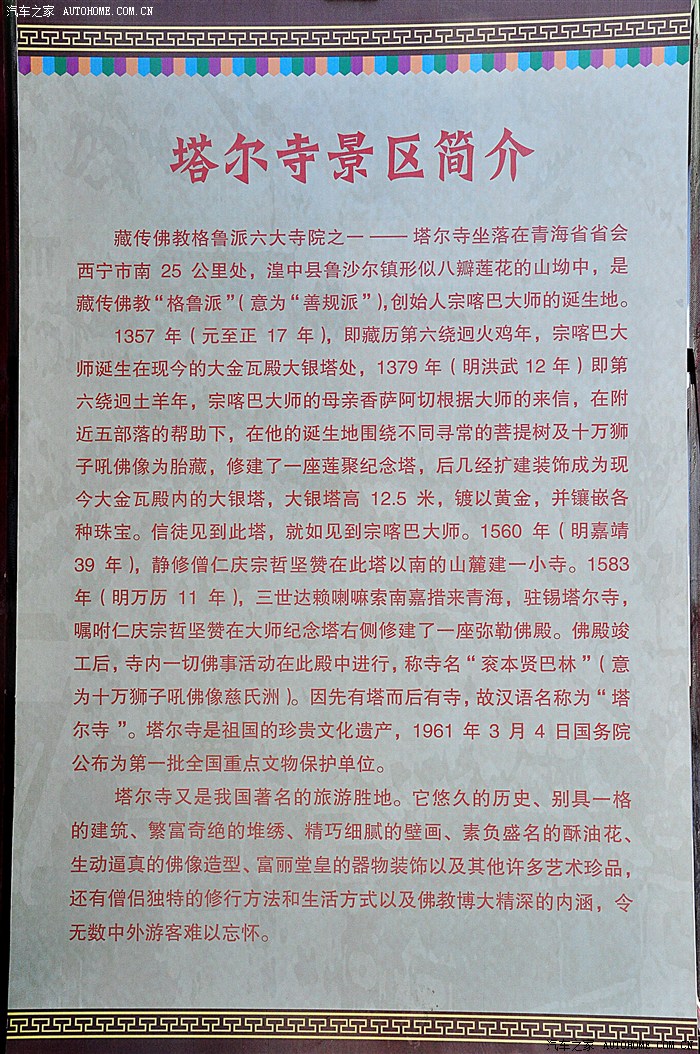 汽车之家 AUTOHOME.COM.CN
塔尔寺景区简介
藏传佛教格鲁派六大寺院之一 —— 塔尔寺坐落在青海省省会
西宁市南 25 公里处，湟中县鲁沙尔镇形似八瓣莲花的山坳中，是
藏传佛教“格鲁派”（意为“善规派”），创始人宗喀巴大师的诞生地。
1357 年（元至正 17 年），即藏历第六绕迥火鸡年，宗喀巴大
师诞生在现今的大金瓦殿大银塔处，1379 年（明洪武 12 年）即第
六绕迥土羊年，宗喀巴大师的母亲香萨阿切根据大师的来信，在附
近五部落的帮助下，在他的诞生地围绕不同寻常的菩提树及十万狮
子吼佛像为胎藏，修建了一座莲聚纪念塔，后几经扩建装饰成为现
今大金瓦殿内的大银塔，大银塔高 12.5 米，镀以黄金，并镶嵌各
种珠宝。信徒见到此塔，就如见到宗喀巴大师。1560 年（明嘉靖
39 年），静修僧仁庆宗哲坚赞在此塔以南的山麓建一小寺。1583
年（明万历 11 年），三世达赖喇嘛索南嘉措来青海，驻锡塔尔寺，
嘱咐仁庆宗哲坚赞在大师纪念塔右侧修建了一座弥勒佛殿。佛殿竣
工后，寺内一切佛事活动在此殿中进行，称寺名“衮本贤巴林”（意
为十万狮子吼佛像慈氏洲）。因先有塔而后有寺，故汉语名称为“塔
尔寺”。塔尔寺是祖国的珍贵文化遗产，1961 年 3 月 4 日国务院
公布为第一批全国重点文物保护单位。
塔尔寺又是我国著名的旅游胜地。它悠久的历史、别具一格
的建筑、繁富奇绝的堆绣、精巧细腻的壁画、素负盛名的酥油花、
生动逼真的佛像造型、富丽堂皇的器物装饰以及其他许多艺术珍品，
还有僧侣独特的修行方法和生活方式以及佛教博大精深的内涵，令
无数中外游客难以忘怀。
汽车之家 AUTOHOME.COM.CN